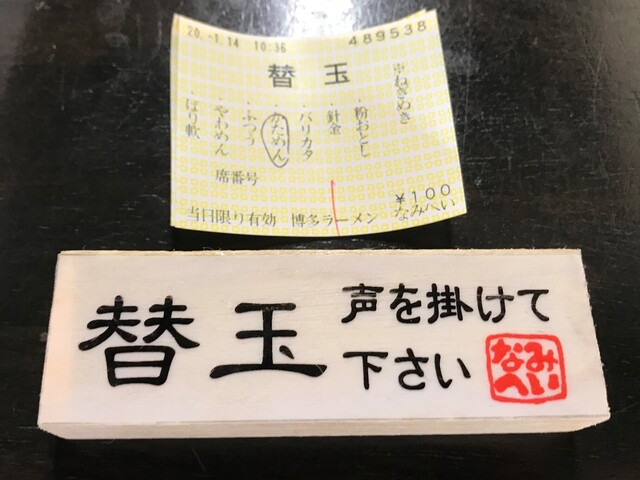 20.-1.14 10:36 489538
替玉
※ねぎぬき
・粉おとし
・針金
・バリカタ
・かためん
・ふつう
・やわめん
・ばり軟
席番号
¥100
当日限り有効 博多ラーメン なみへい
替玉
声を掛けて
下さい
なみへい